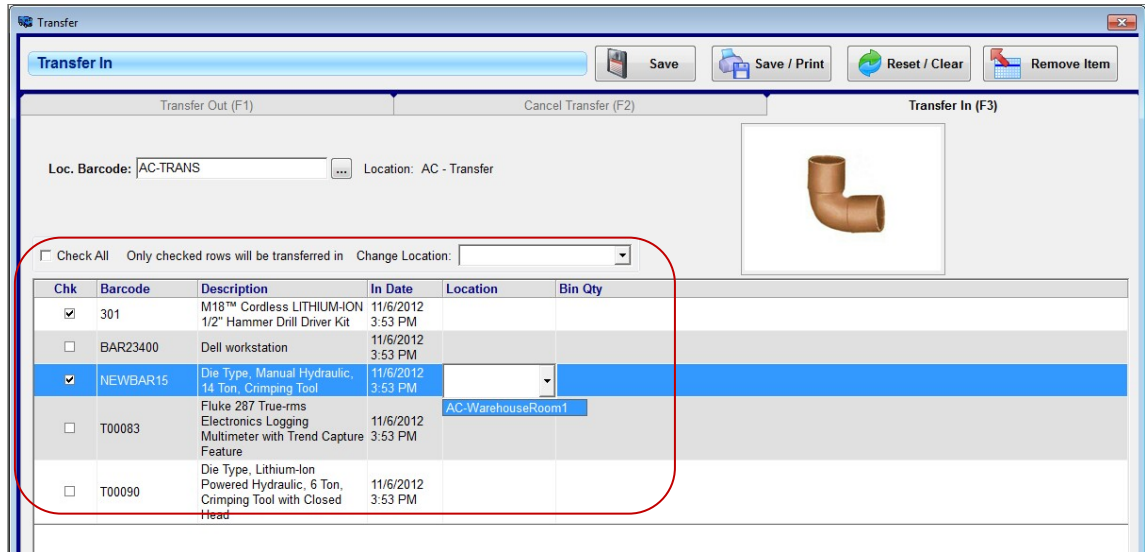 Transfer
Transfer In
Save
Save / Print
Reset / Clear
Remove Item
Transfer Out (F1)
Cancel Transfer (F2)
Transfer In (F3)
Loc. Barcode: AC-TRANS ... Location: AC - Transfer
Check All Only checked rows will be transferred in Change Location:
Chk Barcode Description In Date Location Bin Qty
301 M18™ Cordless LITHIUM-ION 11/6/2012
1/2" Hammer Drill Driver Kit 3:53 PM
BAR23400 Dell workstation 11/6/2012
3:53 PM
NEWBAR15 Die Type, Manual Hydraulic, 11/6/2012
14 Ton, Crimping Tool 3:53 PM
AC-WarehouseRoom1
Fluke 287 True-rms
T00083 Electronics Logging 11/6/2012
Multimeter with Trend Capture 3:53 PM
Feature
Die Type, Lithium-Ion
T00090 Powered Hydraulic, 6 Ton, 11/6/2012
Crimping Tool with Closed 3:53 PM
Head